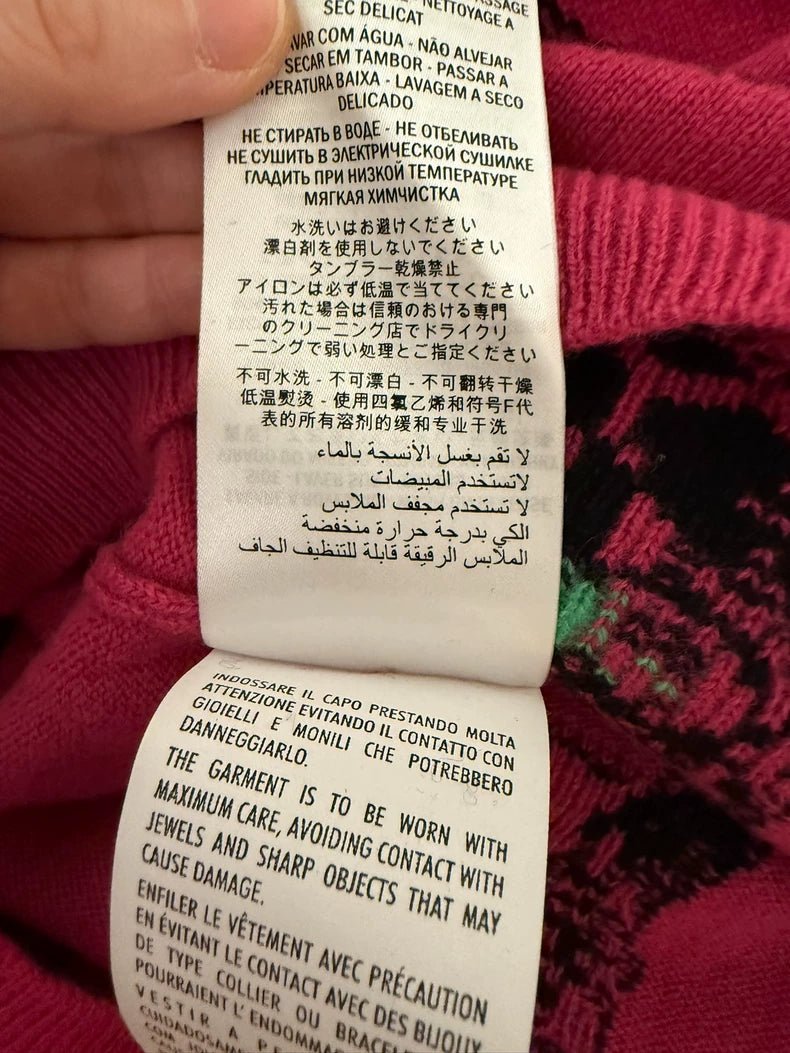 SEC DELICAT - NETTOYAGE A
COM ÁGUA - NÃO ALVEJAR
SECAR EM TAMBOR - PASSAR A
BAIXA - LAVAGEM A SECO
DELICADO
НЕ СТИРАТЬ В ВОДЕ - НЕ ОТБЕЛИВАТЬ
НЕ СУШИТЬ В ЭЛЕКТРИЧЕСКОЙ СУШИЛКЕ
ГЛАДИТЬ ПРИ НИЗКОЙ ТЕМПЕРАТУРЕ
МЯГКАЯ ХИМЧИСТКА
水洗いはお避けください
漂白剤を使用しないでください
タンブラー乾燥禁止
アイロンは必ず低温で当ててください
汚れた場合は信頼のおける専門
のクリーニング店でドライクリ
ーニングで弱い処理とご指定ください
不可水洗 - 不可漂白 - 不可翻转干燥
低温熨烫 - 使用四氯乙烯和符号F代
表的所有溶剂的缓和专业干洗
لا تقم بغسل الأنسجة بالماء
لاتستخدم المبيضات
لا تستخدم مجفف الملابس
الكي بدرجة حرارة منخفضة
الملابس الرقيقة قابلة للتنظيف الجاف
INDOSSARE IL CAPO PRESTANDO MOLTA
ATTENZIONE EVITANDO IL CONTATTO CON
GIOIELLI E MONILI CHE POTREBBERO
DANNEGGIARLO.
THE GARMENT IS TO BE WORN WITH
MAXIMUM CARE, AVOIDING CONTACT WITH
JEWELS AND SHARP OBJECTS THAT MAY
CAUSE DAMAGE.
ENFILER LE VÊTEMENT AVEC PRÉCAUTION
EN ÉVITANT LE CONTACT AVEC DES BIJOUX
DE TYPE COLLIER OU
POURRAIENT L'
VESTIR A